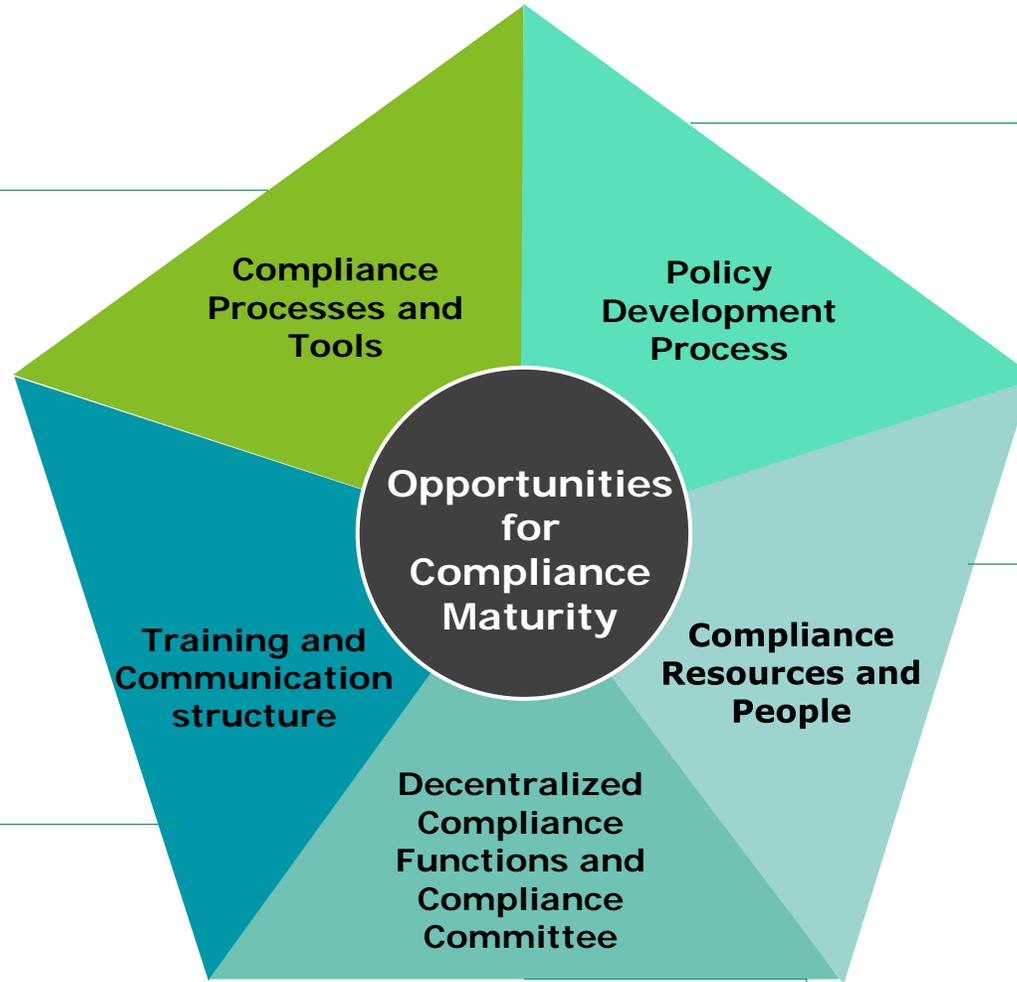 Compliance
Processes and
Tools
Policy
Development
Process
Opportunities
for
Compliance
Maturity
Training and
Communication
structure
Compliance
Resources and
People
Decentralized
Compliance
Functions and
Compliance
Committee